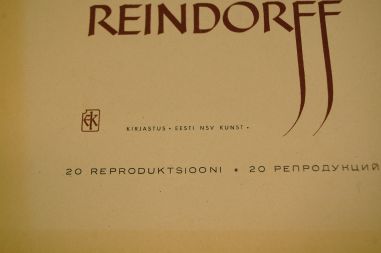 REINDORFF
EK
KIRJASTUS • EESTI NSV KUNST •
20 REPRODUKTSIOONI • 20 РЕПРОДУКЦИЙ